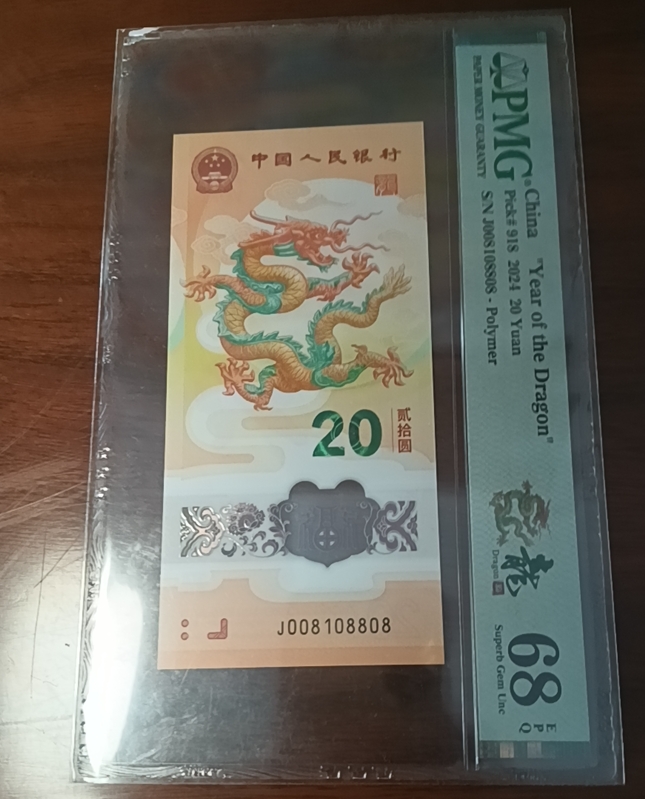 中国人民银行
20
贰拾圆
J008108808
PMG®
PAPER MONEY GUARANTY
China "Year of the Dragon"
Pick# 918 2024 20 Yuan
S/N J008108808 - Polymer
龍
Dragon
68
EPQ
Superb Gem Unc